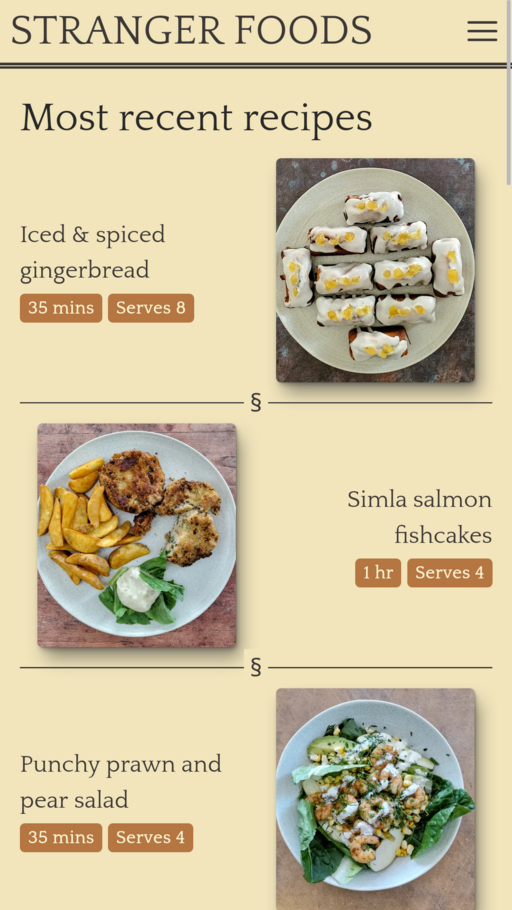 STRANGER FOODS
Most recent recipes
Iced & spiced
gingerbread
35 mins Serves 8
§
Simla salmon
fishcakes
1 hr Serves 4
§
Punchy prawn and
pear salad
35 mins Serves 4